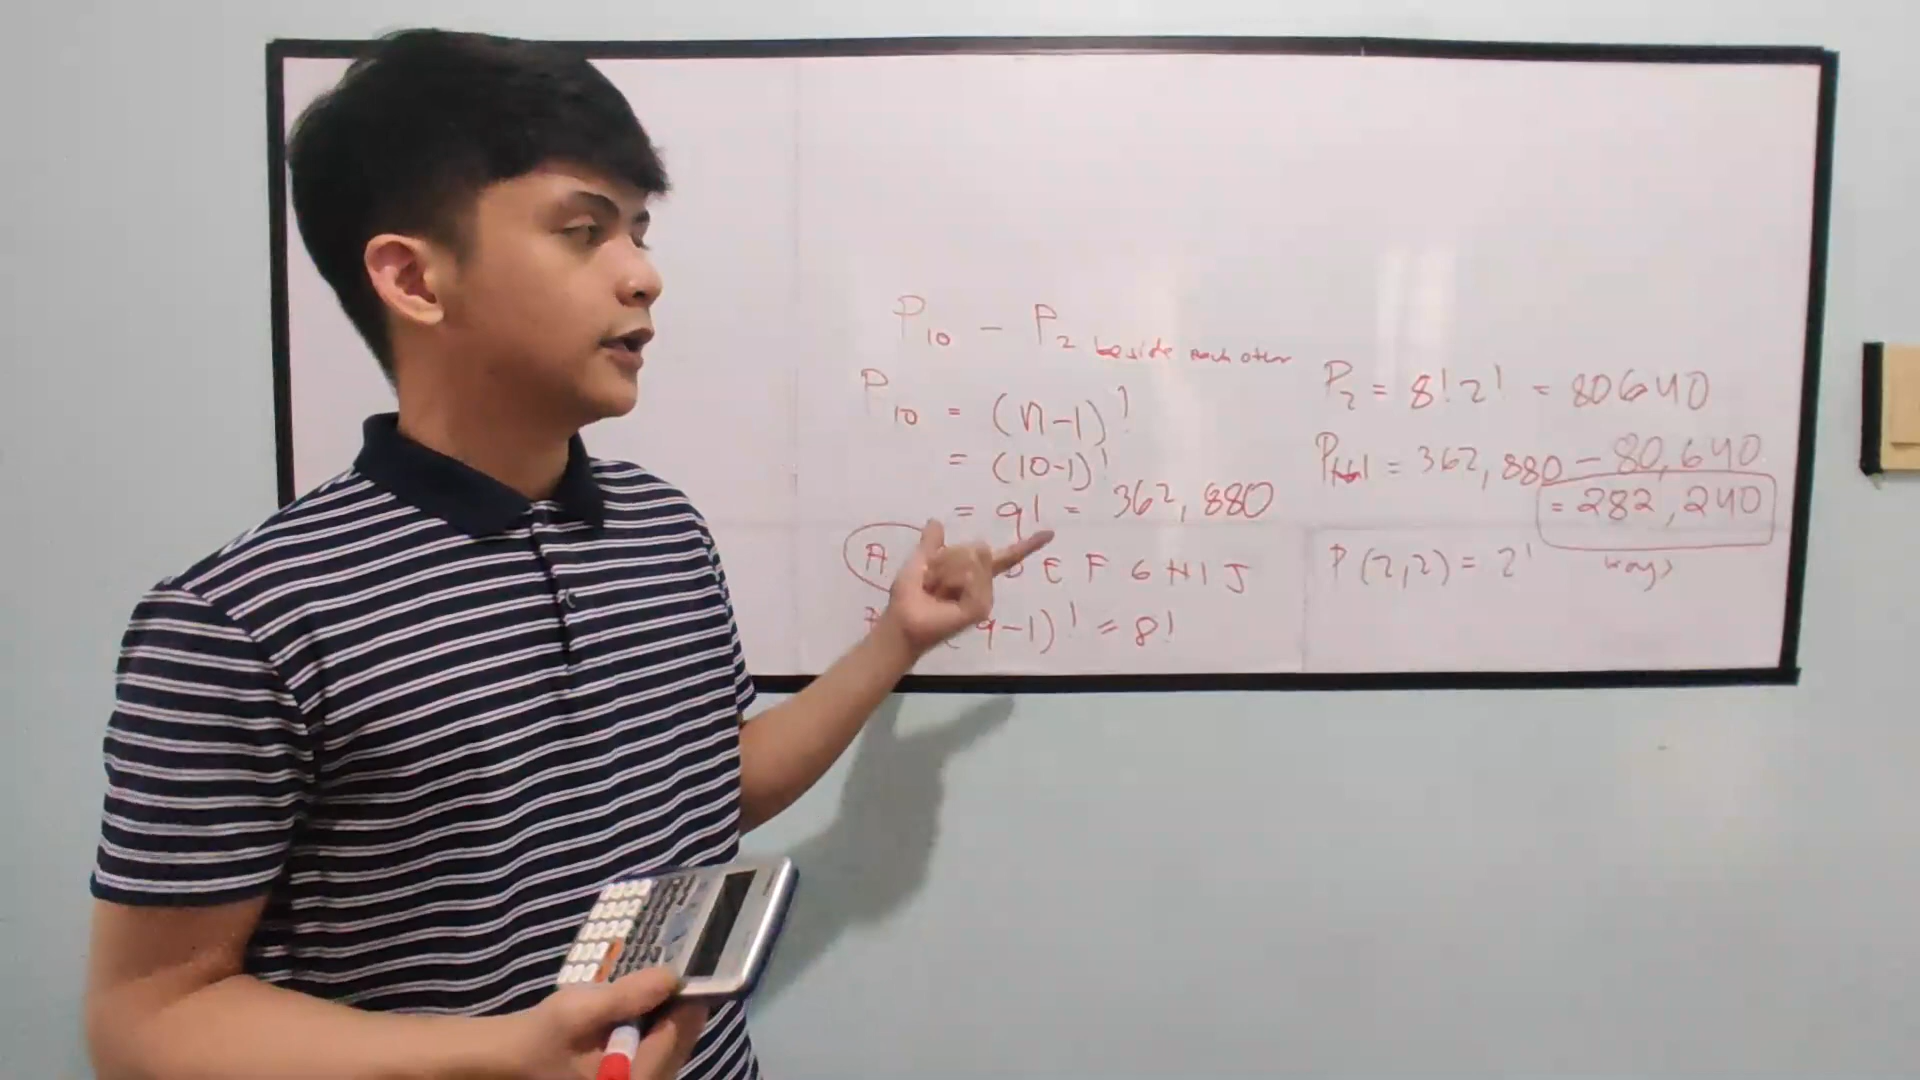 P10 - P2 beside each other
P10 = (n-1)!
= (10-1)!
= 9! = 362,880
A D E F G H I J
(9-1)! = 8!
P2 = 8!2! = 80640
Ptotal = 362,880 - 80,640
= 282,240
ways
P(2,2) = 2!